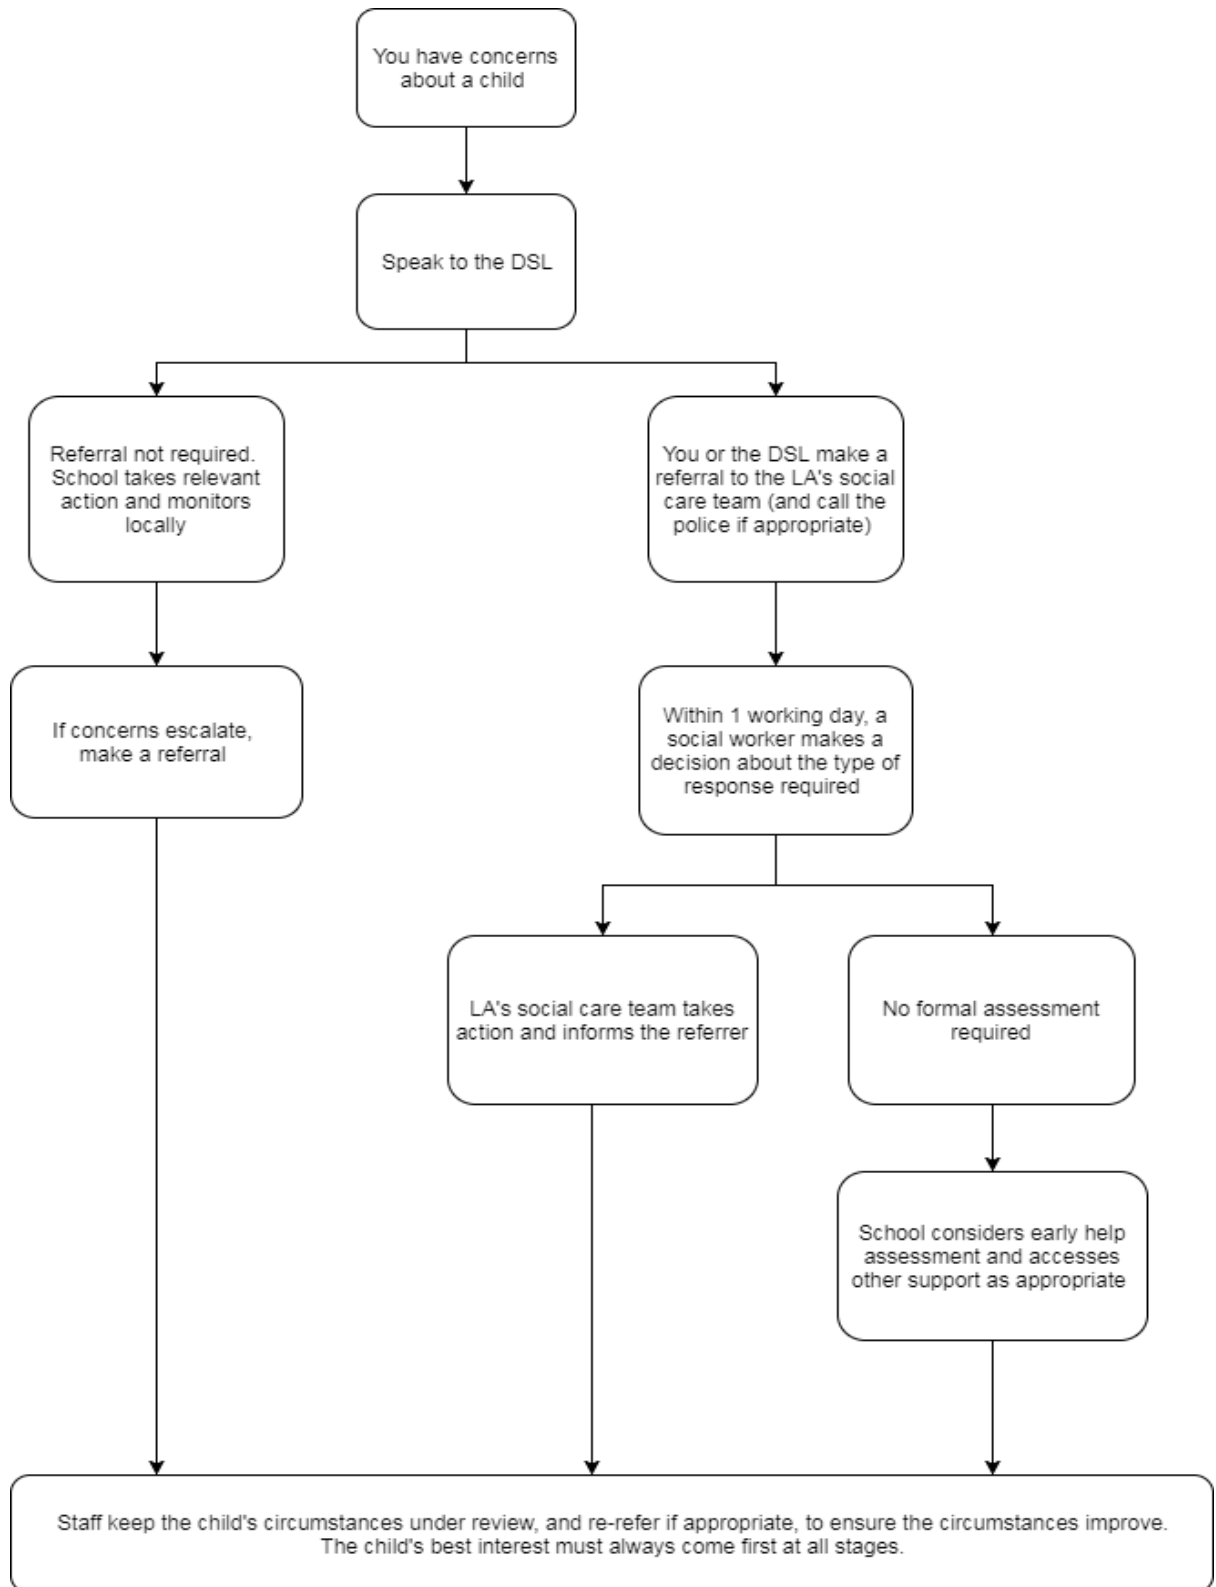 You have concerns
about a child
Speak to the DSL
Referral not required.
School takes relevant
action and monitors
locally
You or the DSL make a
referral to the LA's social
care team (and call the
police if appropriate)
If concerns escalate,
make a referral
Within 1 working day, a
social worker makes a
decision about the type of
response required
LA's social care team takes
action and informs the referrer
No formal assessment
required
School considers early help
assessment and accesses
other support as appropriate
Staff keep the child's circumstances under review, and re-refer if appropriate, to ensure the circumstances improve.
The child's best interest must always come first at all stages.